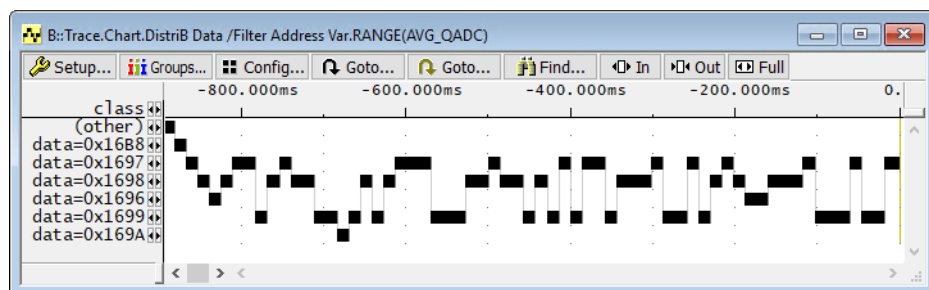 B::Trace.Chart.DistriB Data /Filter Address Var.RANGE(AVG_QADC)
Setup... Groups... Config... Goto... Goto... Find... In Out Full
-800.000ms -600.000ms -400.000ms -200.000ms 0.
class
(other)
data=0x16B8
data=0x1697
data=0x1698
data=0x1696
data=0x1699
data=0x169A